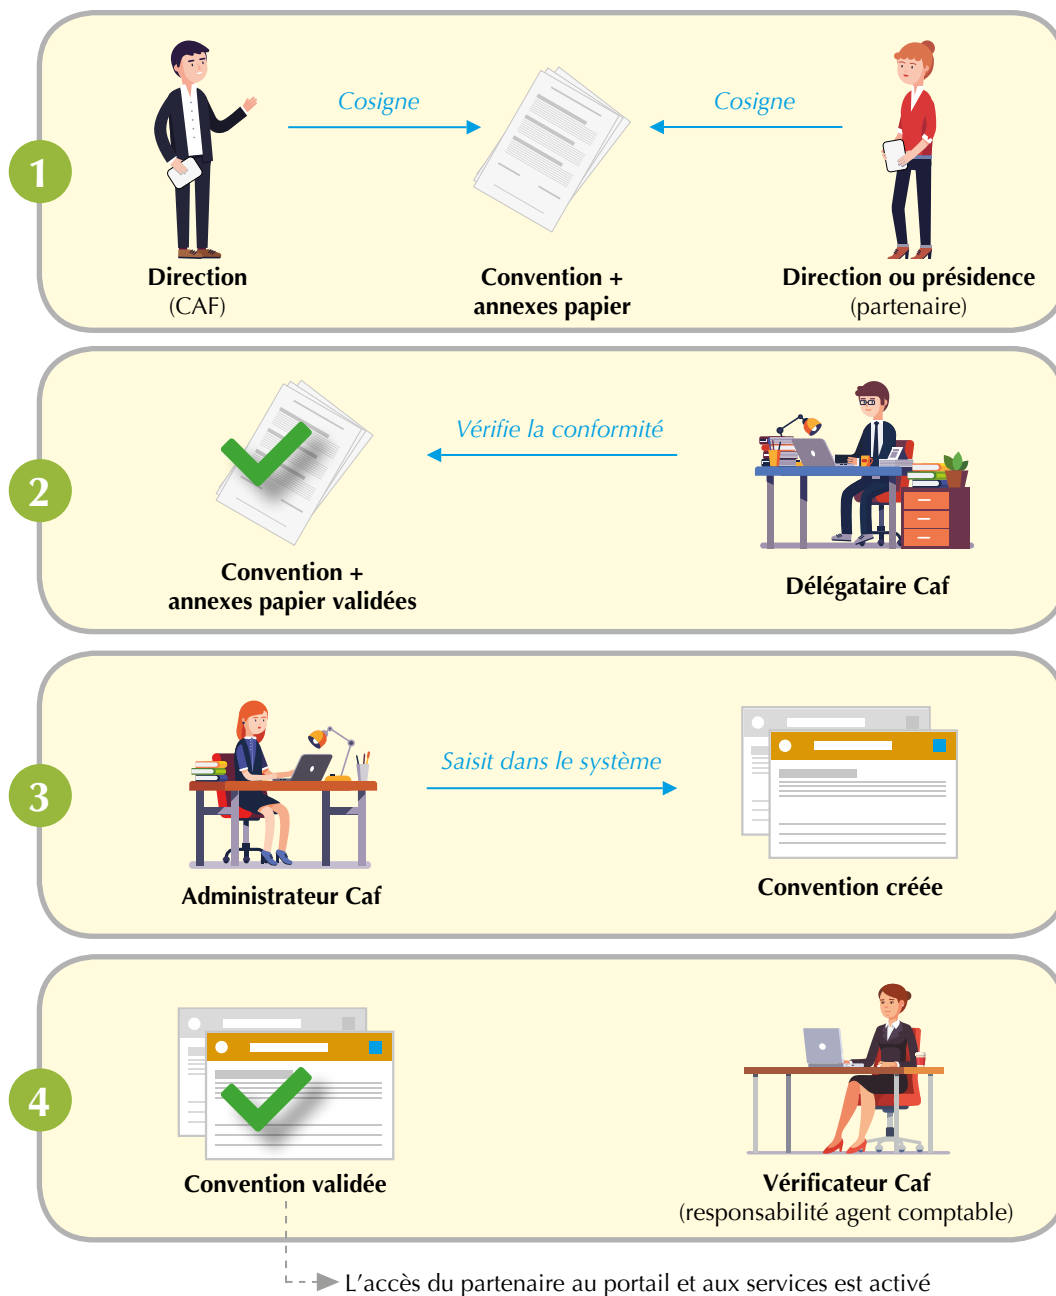 1
Cosigne
Cosigne
Direction
(CAF)
Convention +
annexes papier
Direction ou présidence
(partenaire)
2
Vérifie la conformité
Convention +
annexes papier validées
Délégataire Caf
3
Saisit dans le système
Administrateur Caf
Convention créée
4
Convention validée
Vérificateur Caf
(responsabilité agent comptable)
L'accès du partenaire au portail et aux services est activé